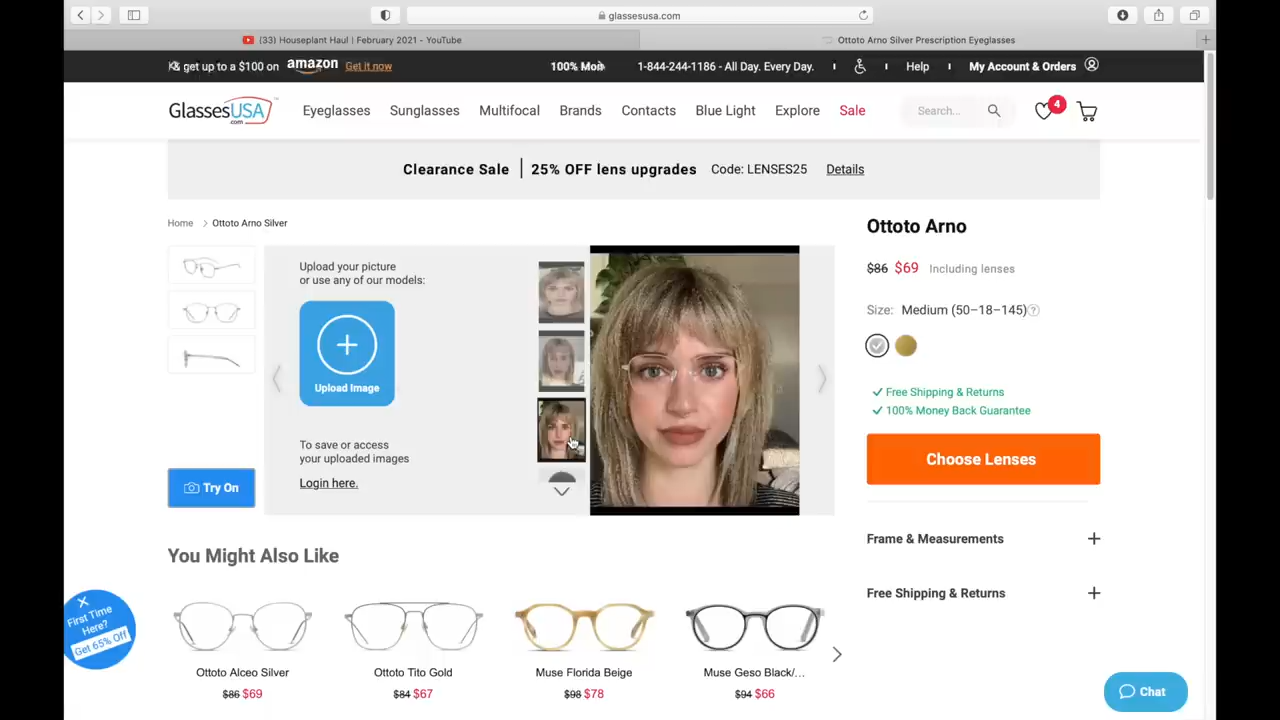 glassesusa.com
(33) Houseplant Haul | February 2021 - YouTube
Ottoto Arno Silver Prescription Eyeglasses
& get up to a $100 on amazon Get it now
100% Mon
1-844-244-1186 - All Day. Every Day.
Help
My Account & Orders
GlassesUSA.com
Eyeglasses
Sunglasses
Multifocal
Brands
Contacts
Blue Light
Explore
Sale
Search...
4
Clearance Sale | 25% OFF lens upgrades Code: LENSES25 Details
Home > Ottoto Arno Silver
Upload your picture
or use any of our models:
Upload Image
To save or access
your uploaded images
Login here.
Try On
Ottoto Arno
$86 $69 Including lenses
Size: Medium (50-18-145)
Free Shipping & Returns
100% Money Back Guarantee
Choose Lenses
Frame & Measurements
Free Shipping & Returns
You Might Also Like
First Time
Here?
Get 65% Off
Ottoto Alceo Silver
$86 $69
Ottoto Tito Gold
$84 $67
Muse Florida Beige
$98 $78
Muse Geso Black/...
$94 $66
Chat